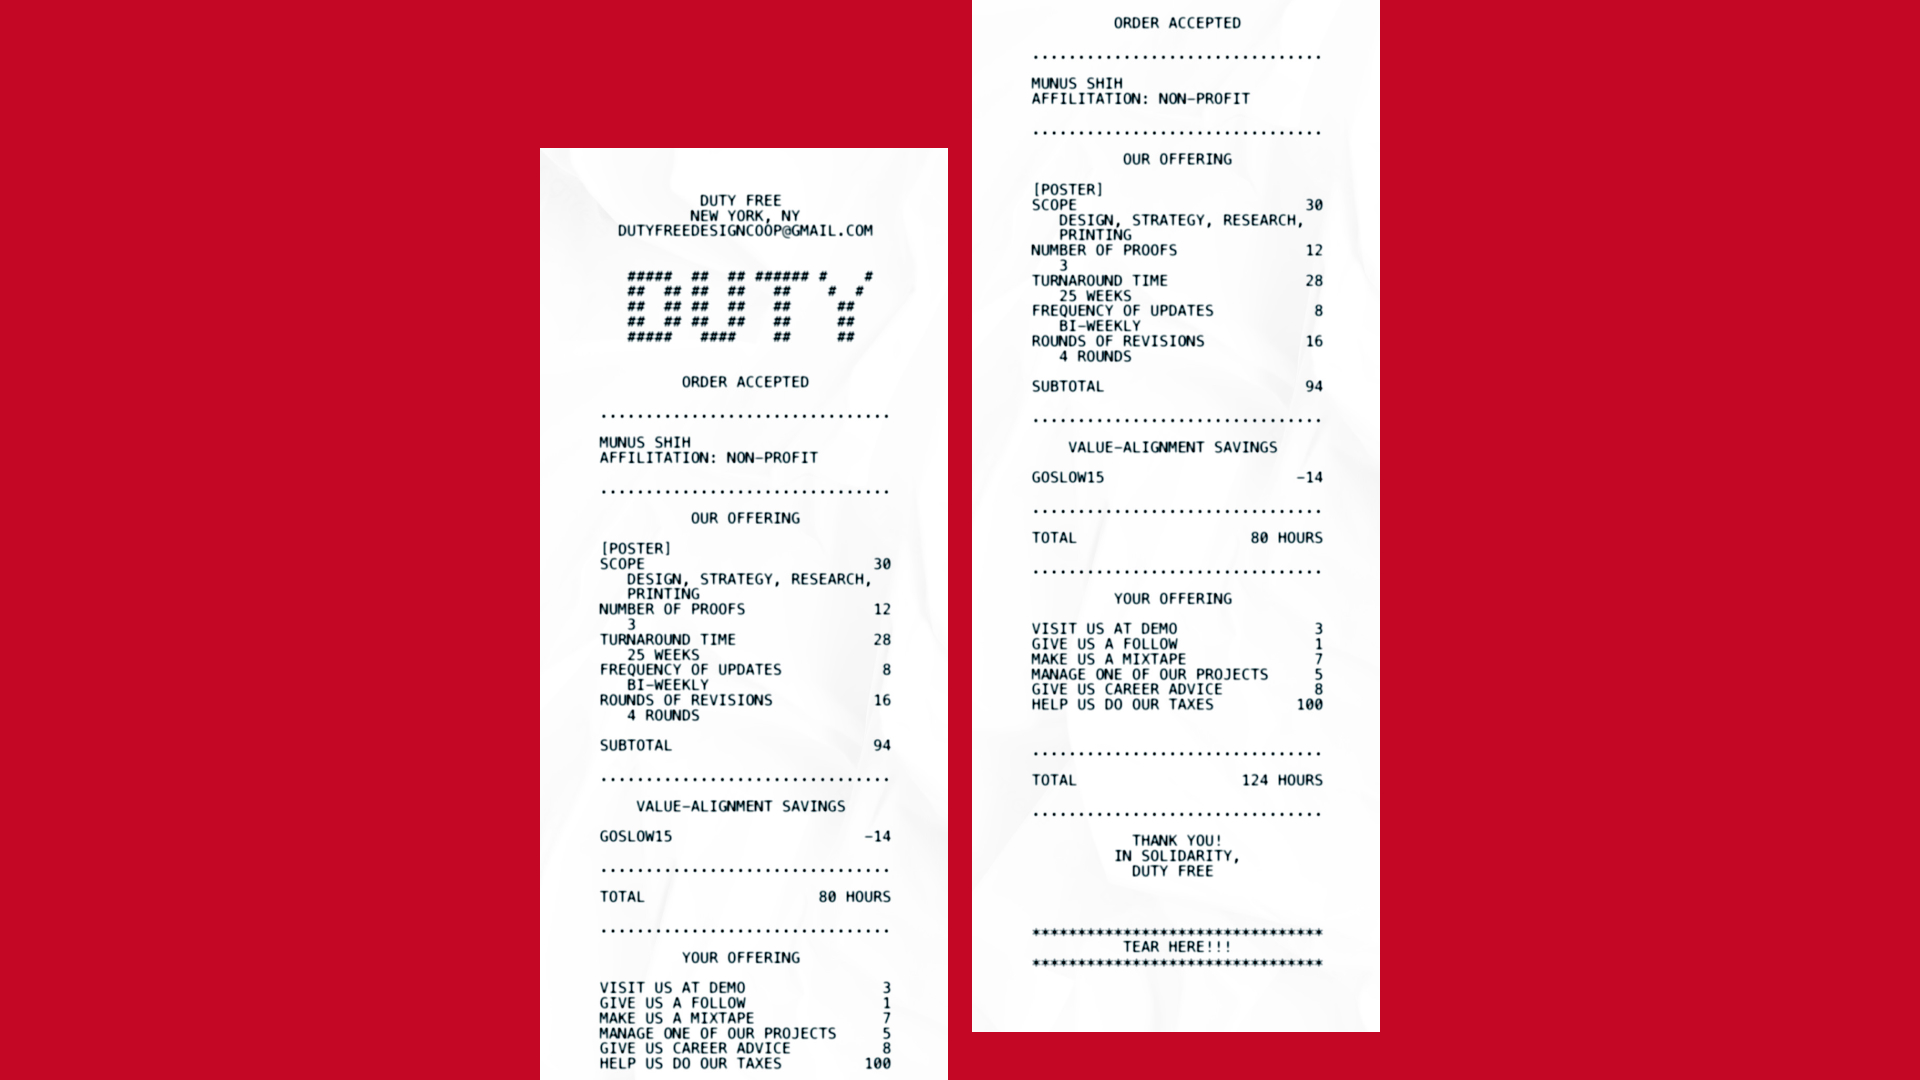 DUTY FREE
NEW YORK, NY
DUTYFREEDESIGNCOOP@GMAIL.COM
#####  ##  ## ###### #    #
##  ## ##  ##   ##    #  #
##  ## ##  ##   ##     ##
##  ## ##  ##   ##     ##
#####   ####    ##     ##
ORDER ACCEPTED
................................
MUNUS SHIH
AFFILITATION: NON-PROFIT
................................
OUR OFFERING
[POSTER]
SCOPE 30
DESIGN, STRATEGY, RESEARCH,
PRINTING
NUMBER OF PROOFS 12
3
TURNAROUND TIME 28
25 WEEKS
FREQUENCY OF UPDATES 8
BI-WEEKLY
ROUNDS OF REVISIONS 16
4 ROUNDS
SUBTOTAL 94
................................
VALUE-ALIGNMENT SAVINGS
GOSLOW15 -14
................................
TOTAL 80 HOURS
................................
YOUR OFFERING
VISIT US AT DEMO 3
GIVE US A FOLLOW 1
MAKE US A MIXTAPE 7
MANAGE ONE OF OUR PROJECTS 5
GIVE US CAREER ADVICE 8
HELP US DO OUR TAXES 100
ORDER ACCEPTED
................................
MUNUS SHIH
AFFILITATION: NON-PROFIT
................................
OUR OFFERING
[POSTER]
SCOPE 30
DESIGN, STRATEGY, RESEARCH,
PRINTING
NUMBER OF PROOFS 12
3
TURNAROUND TIME 28
25 WEEKS
FREQUENCY OF UPDATES 8
BI-WEEKLY
ROUNDS OF REVISIONS 16
4 ROUNDS
SUBTOTAL 94
................................
VALUE-ALIGNMENT SAVINGS
GOSLOW15 -14
................................
TOTAL 80 HOURS
................................
YOUR OFFERING
VISIT US AT DEMO 3
GIVE US A FOLLOW 1
MAKE US A MIXTAPE 7
MANAGE ONE OF OUR PROJECTS 5
GIVE US CAREER ADVICE 8
HELP US DO OUR TAXES 100
................................
TOTAL 124 HOURS
................................
THANK YOU!
IN SOLIDARITY,
DUTY FREE
********************************
TEAR HERE!!!
********************************